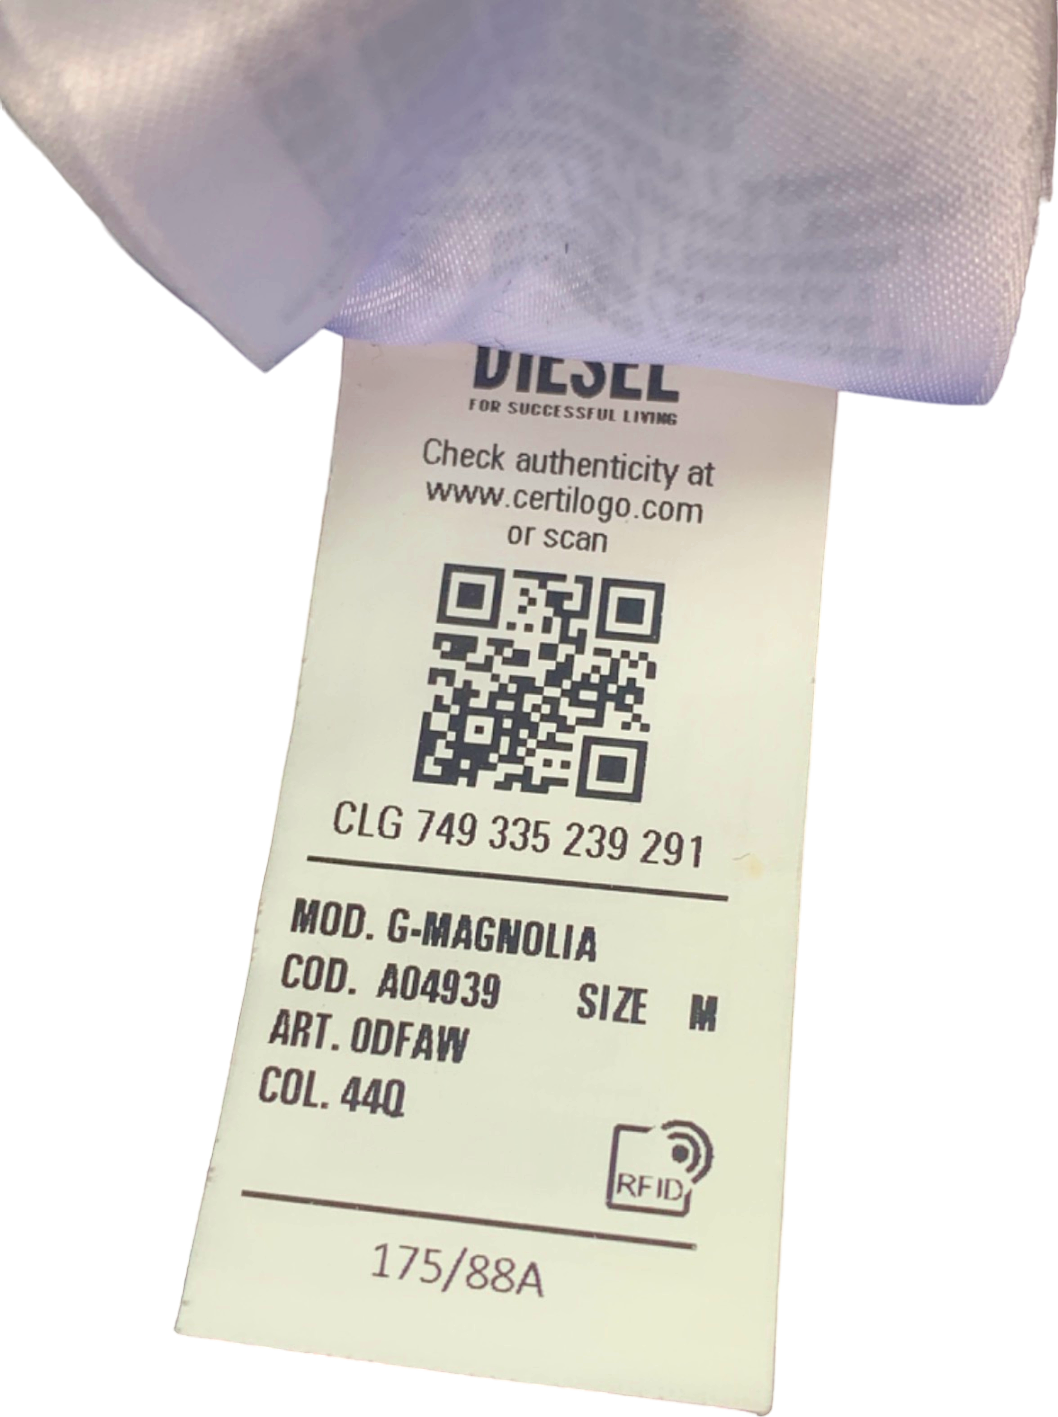 DIESEL
FOR SUCCESSFUL LIVING
Check authenticity at
www.certilogo.com
or scan
CLG 749 335 239 291
MOD. G-MAGNOLIA
COD. A04939 SIZE M
ART. 0DFAW
COL. 44Q
RFID
175/88A